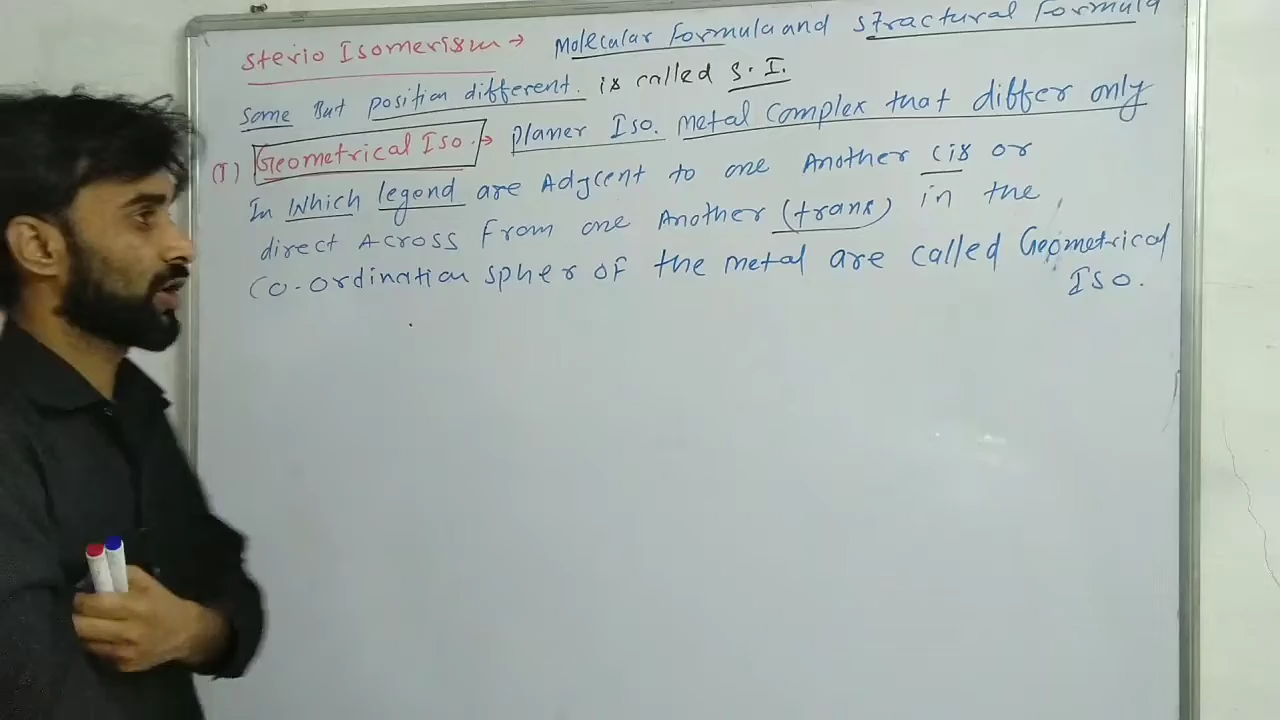 Sterio Isomerism → Molecular Formula and Structural Formula
Same But position different. is called S.I.
(I) Geometrical Iso. → Planer Iso. Metal Complex that differ only
In Which legend are Adjcent to one Another cis or
direct Across From one Another (trans) in the
Co-ordination spher of the metal are called Geometrical
Iso.